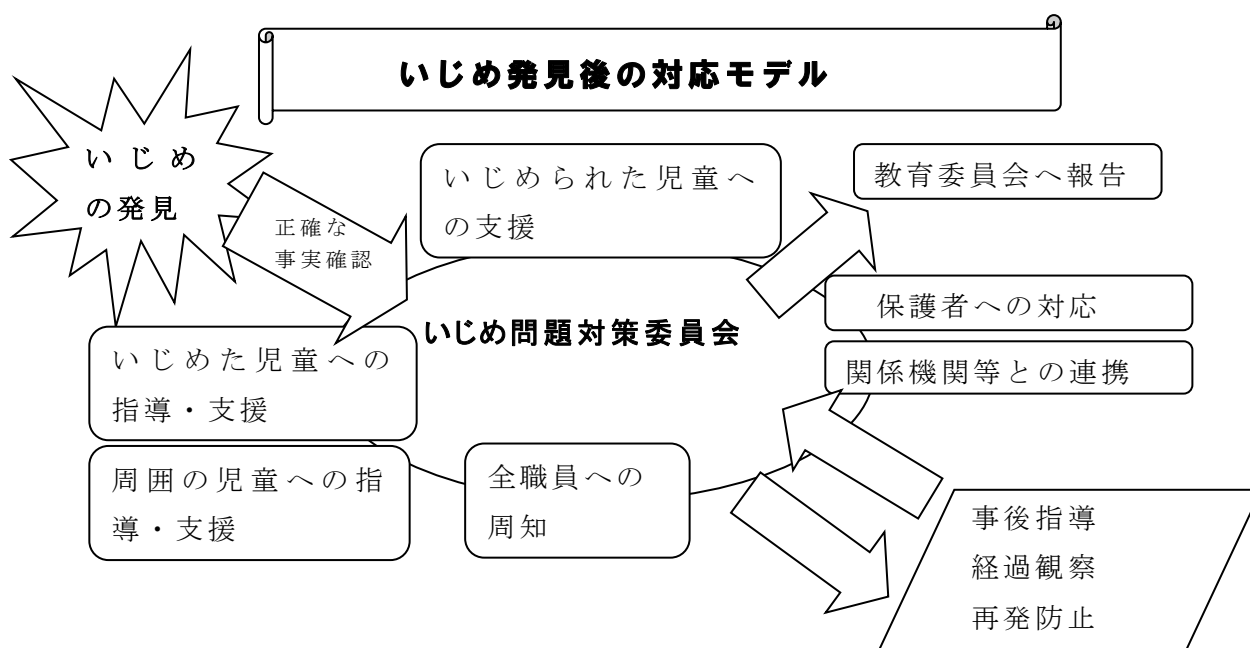 いじめ発見後の対応モデル
いじめ
の発見
正確な
事実確認
いじめられた児童へ
の支援
教育委員会へ報告
保護者への対応
関係機関等との連携
いじめ問題対策委員会
いじめた児童への
指導・支援
周囲の児童への指
導・支援
全職員への
周知
事後指導
経過観察
再発防止